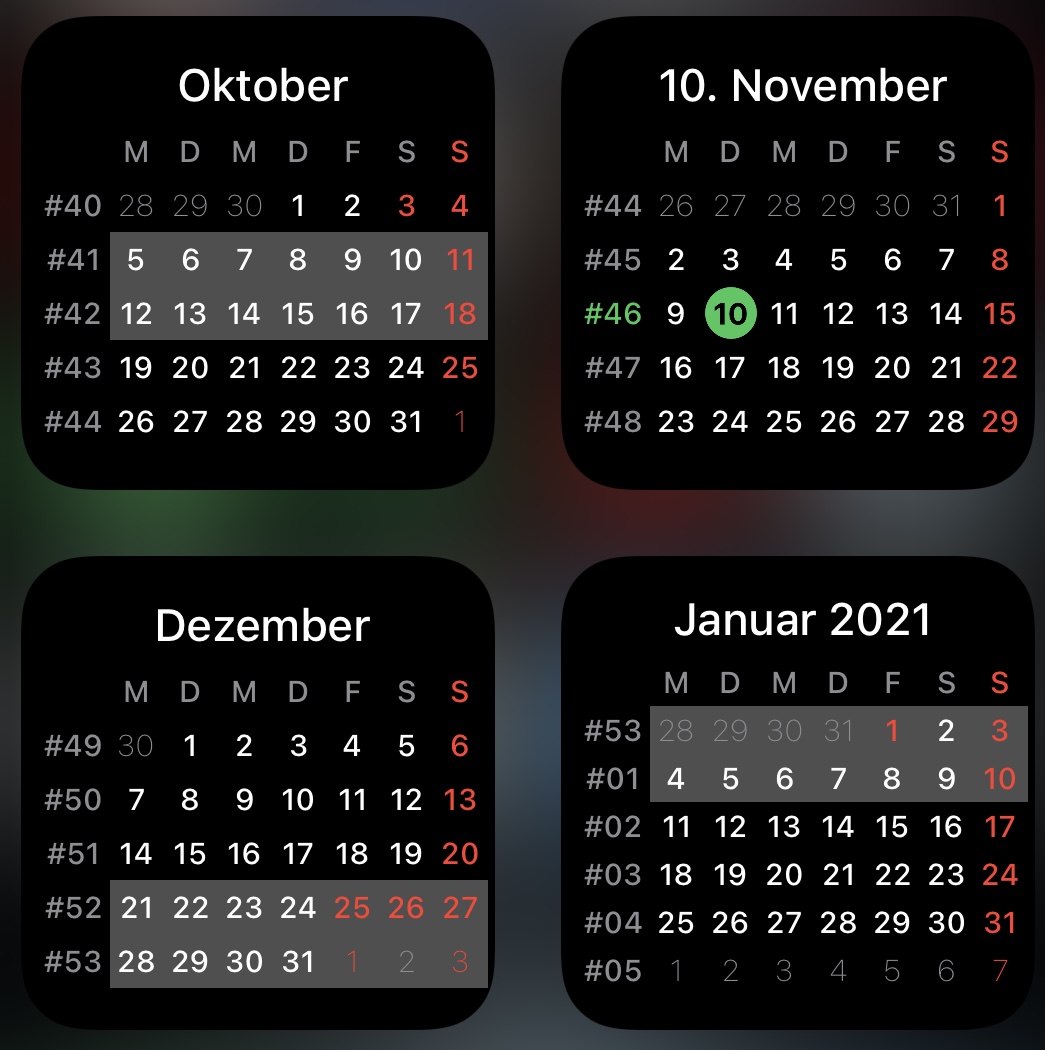 Oktober
M D M D F S S
#40 28 29 30 1 2 3 4
#41 5 6 7 8 9 10 11
#42 12 13 14 15 16 17 18
#43 19 20 21 22 23 24 25
#44 26 27 28 29 30 31 1
10. November
M D M D F S S
#44 26 27 28 29 30 31 1
#45 2 3 4 5 6 7 8
#46 9 10 11 12 13 14 15
#47 16 17 18 19 20 21 22
#48 23 24 25 26 27 28 29
Dezember
M D M D F S S
#49 30 1 2 3 4 5 6
#50 7 8 9 10 11 12 13
#51 14 15 16 17 18 19 20
#52 21 22 23 24 25 26 27
#53 28 29 30 31 1 2 3
Januar 2021
M D M D F S S
#53 28 29 30 31 1 2 3
#01 4 5 6 7 8 9 10
#02 11 12 13 14 15 16 17
#03 18 19 20 21 22 23 24
#04 25 26 27 28 29 30 31
#05 1 2 3 4 5 6 7